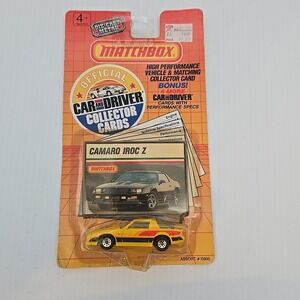 4+
DIE-CAST METAL
MATCHBOX
OFFICIAL
CAR AND DRIVER
COLLECTOR
CARDS
HIGH PERFORMANCE
VEHICLE & MATCHING
COLLECTOR CARD
BONUS!
4 MORE
CAR AND DRIVER
CARDS WITH
PERFORMANCE SPECS
Performance
CAMARO IROC Z
MATCHBOX